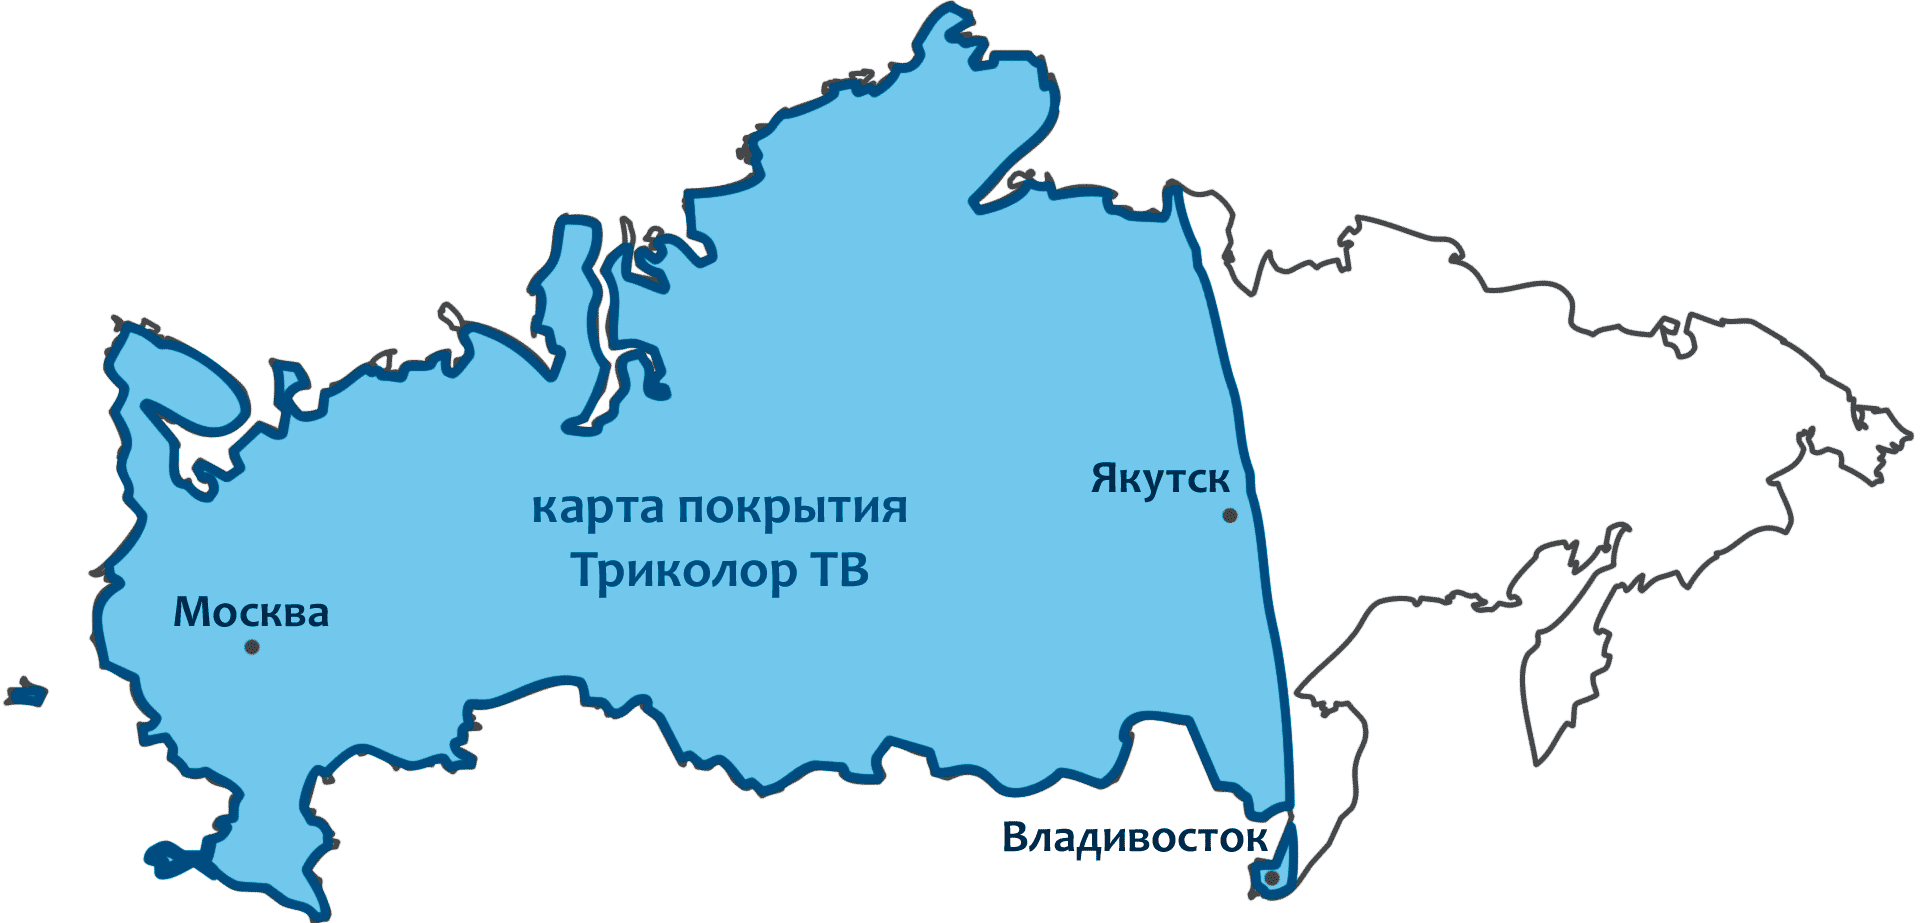 Якутск
карта покрытия
Триколор ТВ
Москва
Владивосток